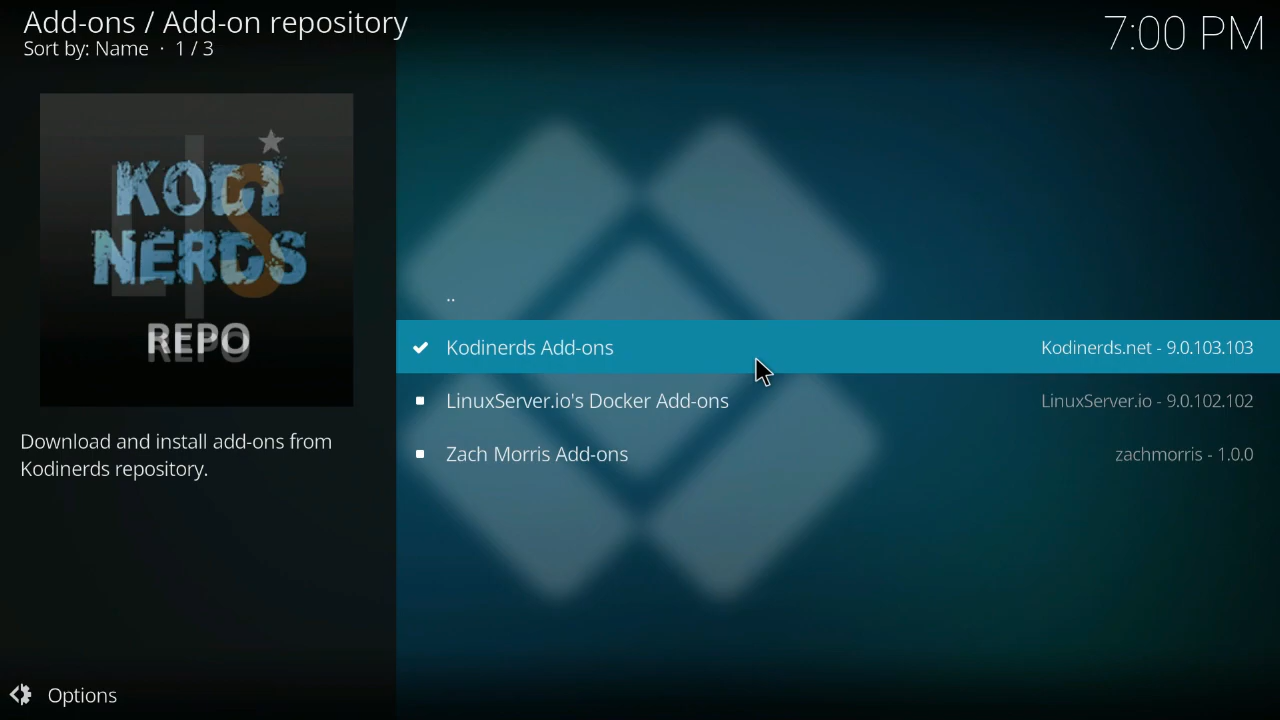 Add-ons / Add-on repository
Sort by: Name · 1 / 3
7:00 PM
KODI
NERDS
REPO
Download and install add-ons from
Kodinerds repository.
..
Kodinerds Add-ons Kodinerds.net - 9.0.103.103
LinuxServer.io's Docker Add-ons LinuxServer.io - 9.0.102.102
Zach Morris Add-ons zachmorris - 1.0.0
Options